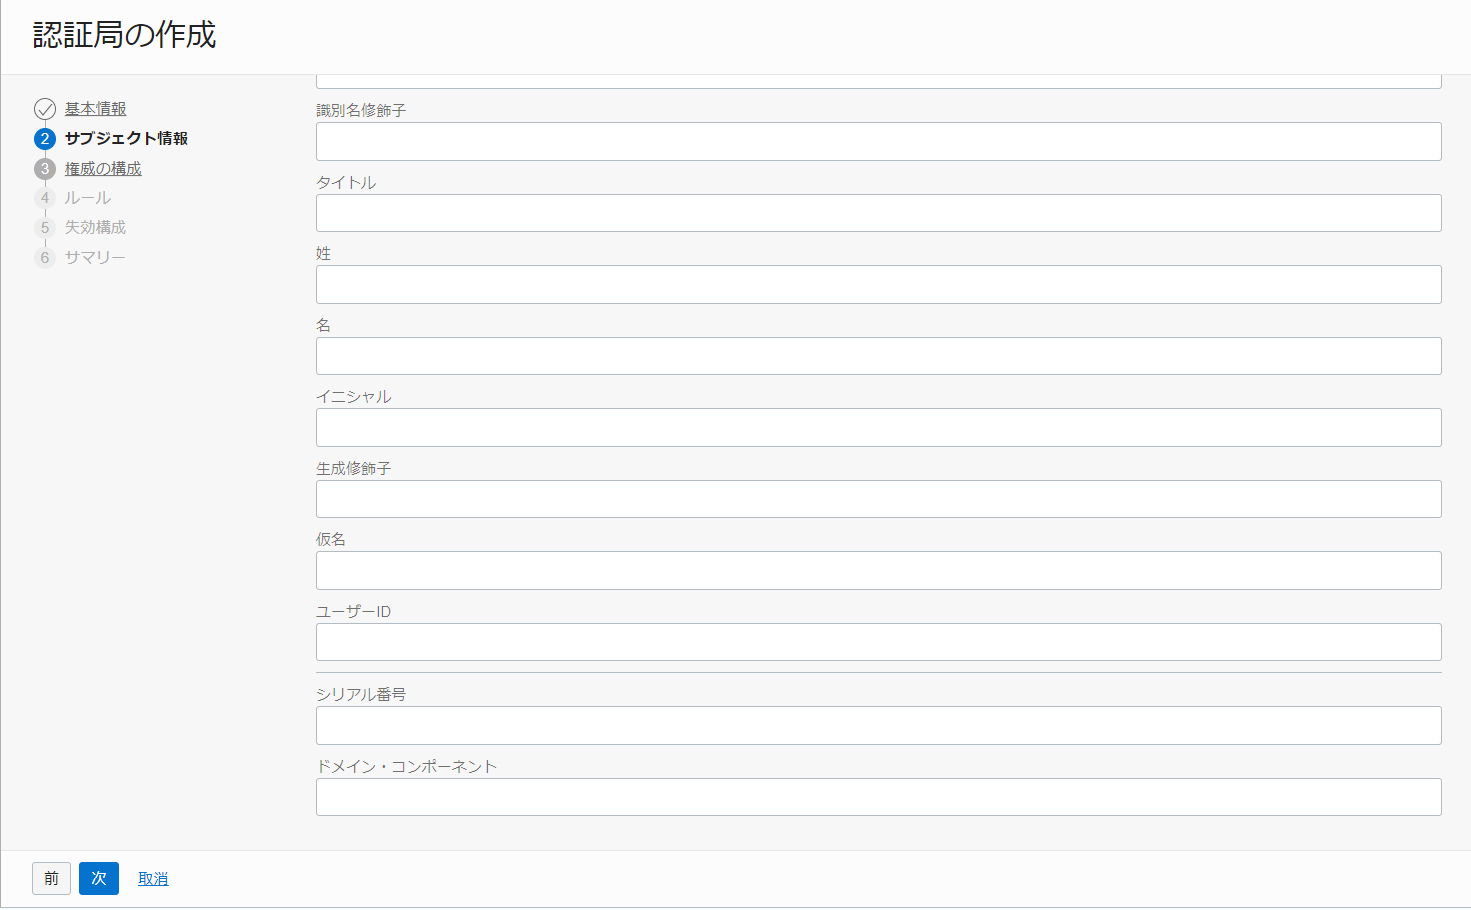 認証局の作成
基本情報
2 サブジェクト情報
3 権威の構成
4 ルール
5 失効構成
6 サマリー
識別名修飾子
タイトル
姓
名
イニシャル
生成修飾子
仮名
ユーザーID
シリアル番号
ドメイン・コンポーネント
前 次 取消